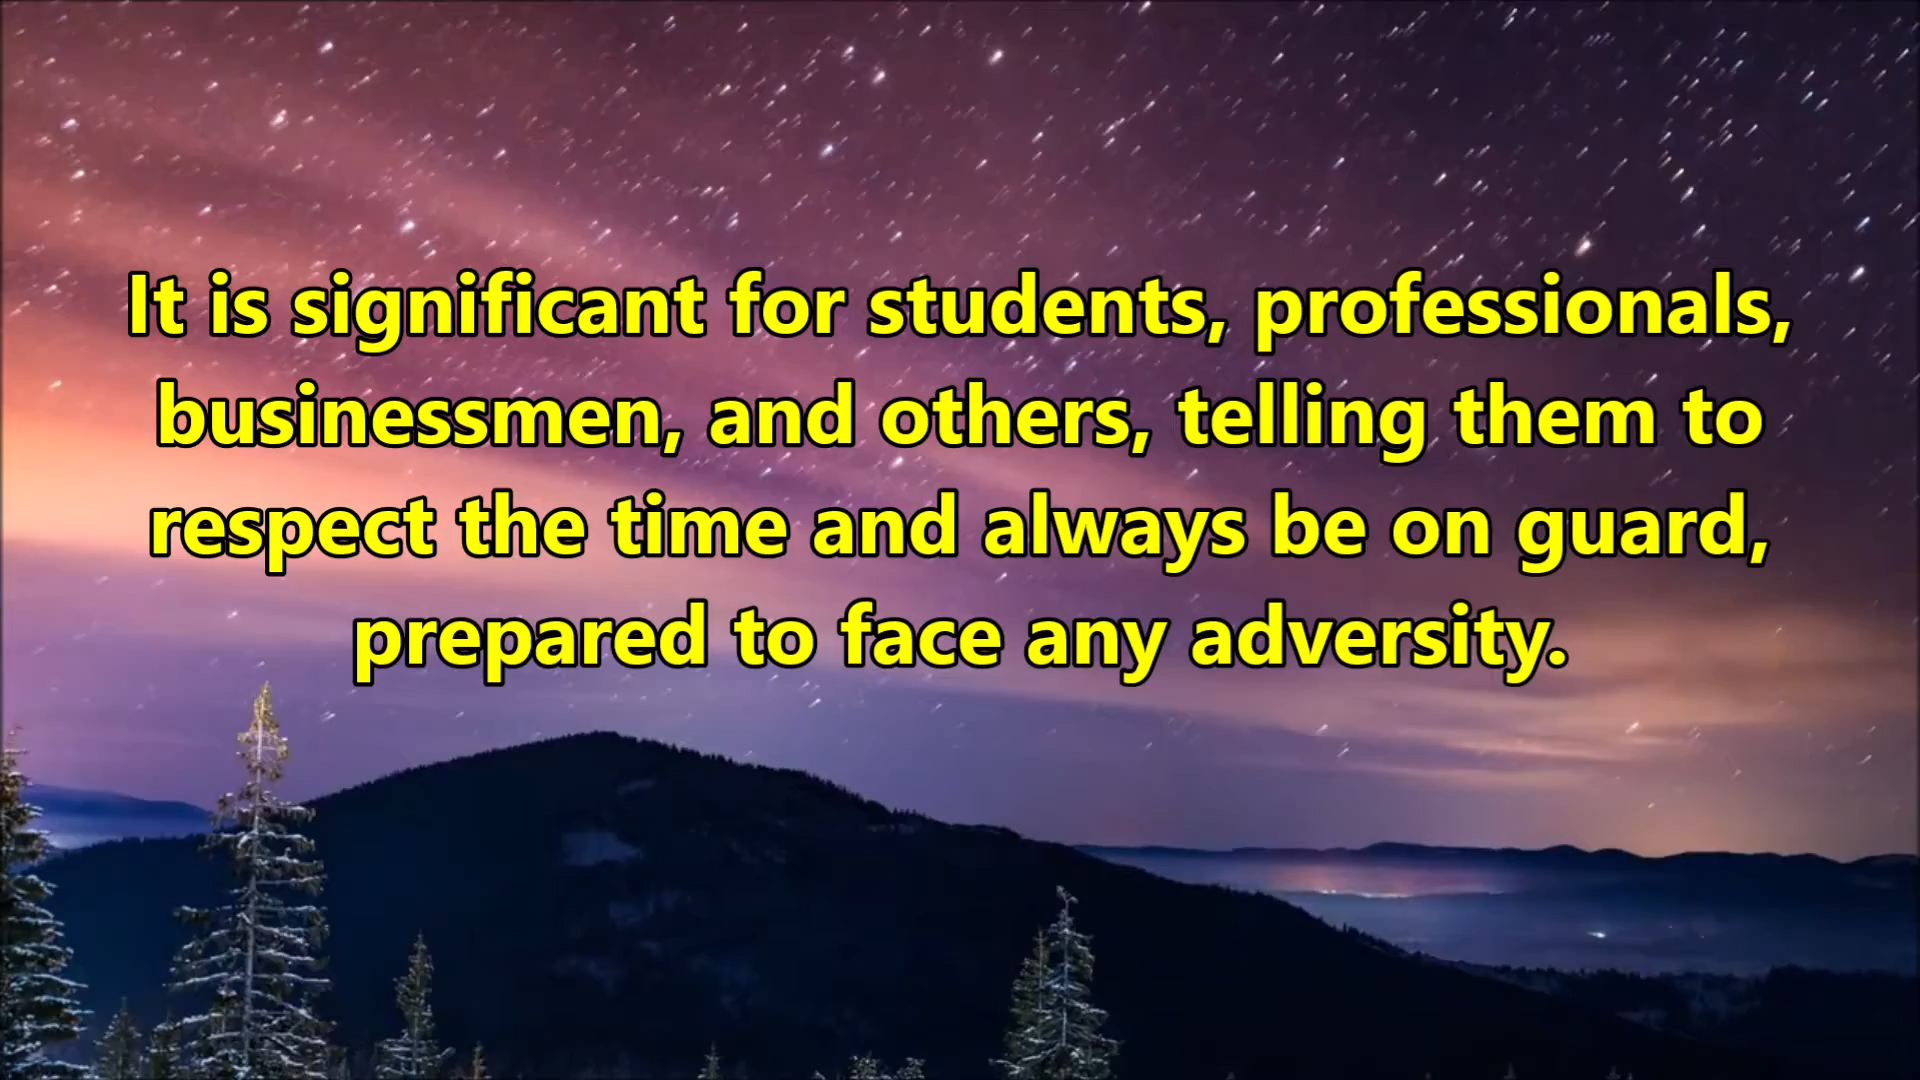 It is significant for students, professionals,
businessmen, and others, telling them to
respect the time and always be on guard,
prepared to face any adversity.